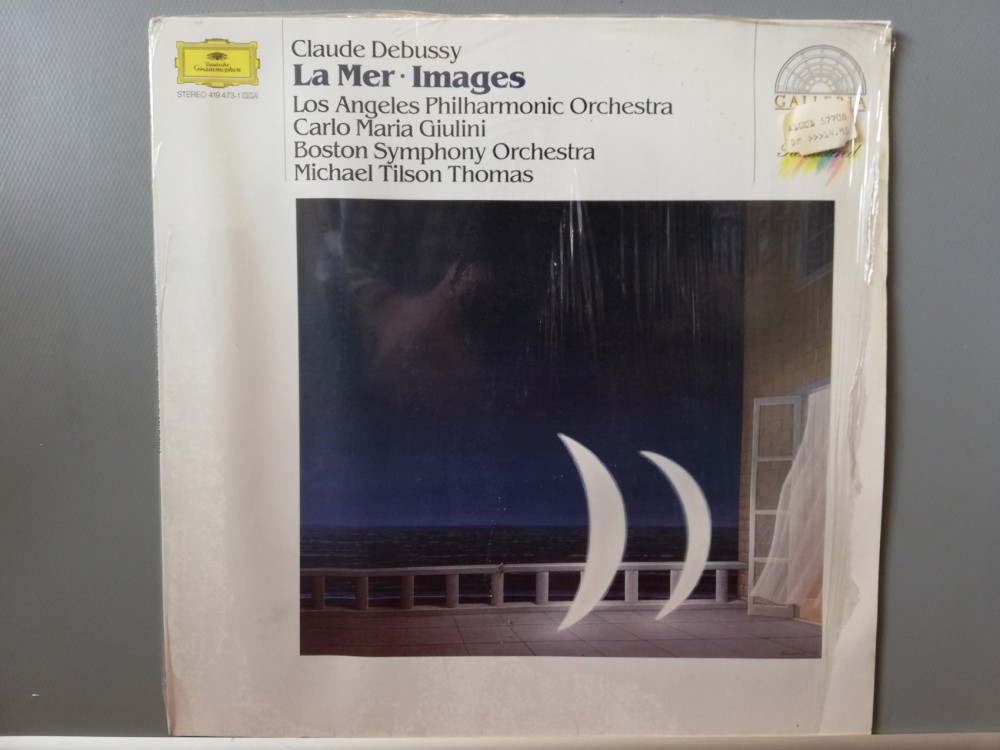 Deutsche
Grammophon
STEREO 419 473-1
Claude Debussy
La Mer · Images
Los Angeles Philharmonic Orchestra
Carlo Maria Giulini
Boston Symphony Orchestra
Michael Tilson Thomas
GALLERIA